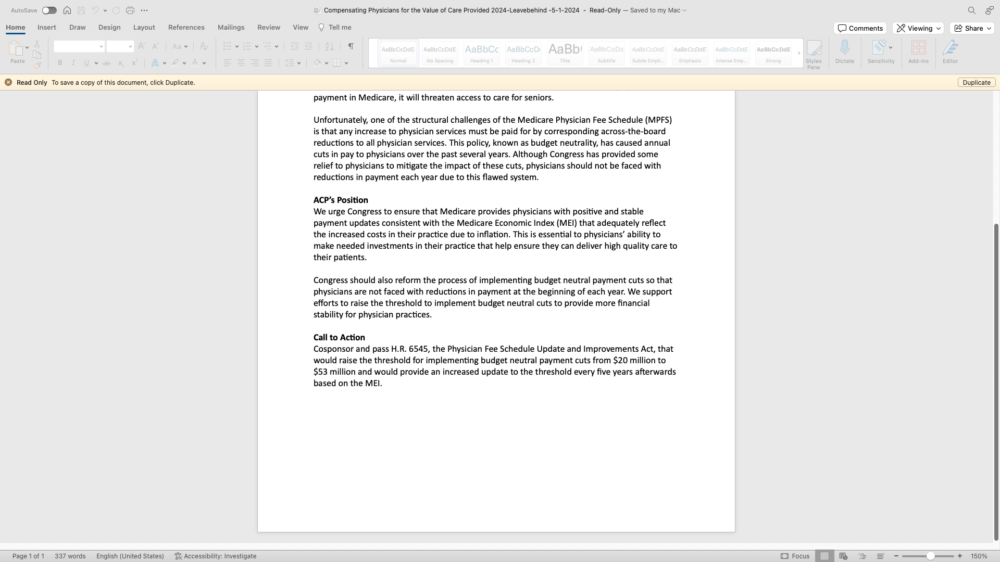 AutoSave
Compensating Physicians for the Value of Care Provided 2024-Leavebehind -5-1-2024 - Read-Only — Saved to my Mac
Home Insert Draw Design Layout References Mailings Review View Tell me
Comments Viewing Share
Paste
Aa
B I U ab x₂ x² A A
AaBbCcDdE Normal
AaBbCcDdE No Spacing
AaBbCc Heading 1
AaBbCcD Heading 2
AaBb Title
AaBbCcDd Subtitle
AaBbCcDdE Subtle Emph...
AaBbCcDdE Emphasis
AaBbCcDdE Intense Emp...
AaBbCcDdE Strong
Styles Pane
Dictate
Sensitivity
Add-ins
Editor
Read Only To save a copy of this document, click Duplicate.
Duplicate
payment in Medicare, it will threaten access to care for seniors.
Unfortunately, one of the structural challenges of the Medicare Physician Fee Schedule (MPFS)
is that any increase to physician services must be paid for by corresponding across-the-board
reductions to all physician services. This policy, known as budget neutrality, has caused annual
cuts in pay to physicians over the past several years. Although Congress has provided some
relief to physicians to mitigate the impact of these cuts, physicians should not be faced with
reductions in payment each year due to this flawed system.
ACP’s Position
We urge Congress to ensure that Medicare provides physicians with positive and stable
payment updates consistent with the Medicare Economic Index (MEI) that adequately reflect
the increased costs in their practice due to inflation. This is essential to physicians’ ability to
make needed investments in their practice that help ensure they can deliver high quality care to
their patients.
Congress should also reform the process of implementing budget neutral payment cuts so that
physicians are not faced with reductions in payment at the beginning of each year. We support
efforts to raise the threshold to implement budget neutral cuts to provide more financial
stability for physician practices.
Call to Action
Cosponsor and pass H.R. 6545, the Physician Fee Schedule Update and Improvements Act, that
would raise the threshold for implementing budget neutral payment cuts from $20 million to
$53 million and would provide an increased update to the threshold every five years afterwards
based on the MEI.
Page 1 of 1 337 words English (United States) Accessibility: Investigate
Focus 150%